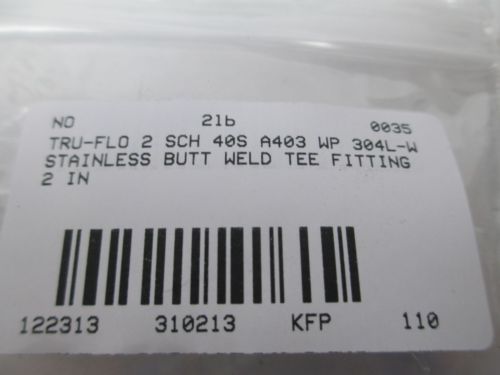 NO 21b 0035
TRU-FLO 2 SCH 40S A403 WP 304L-W
STAINLESS BUTT WELD TEE FITTING
2 IN
122313 310213 KFP 110